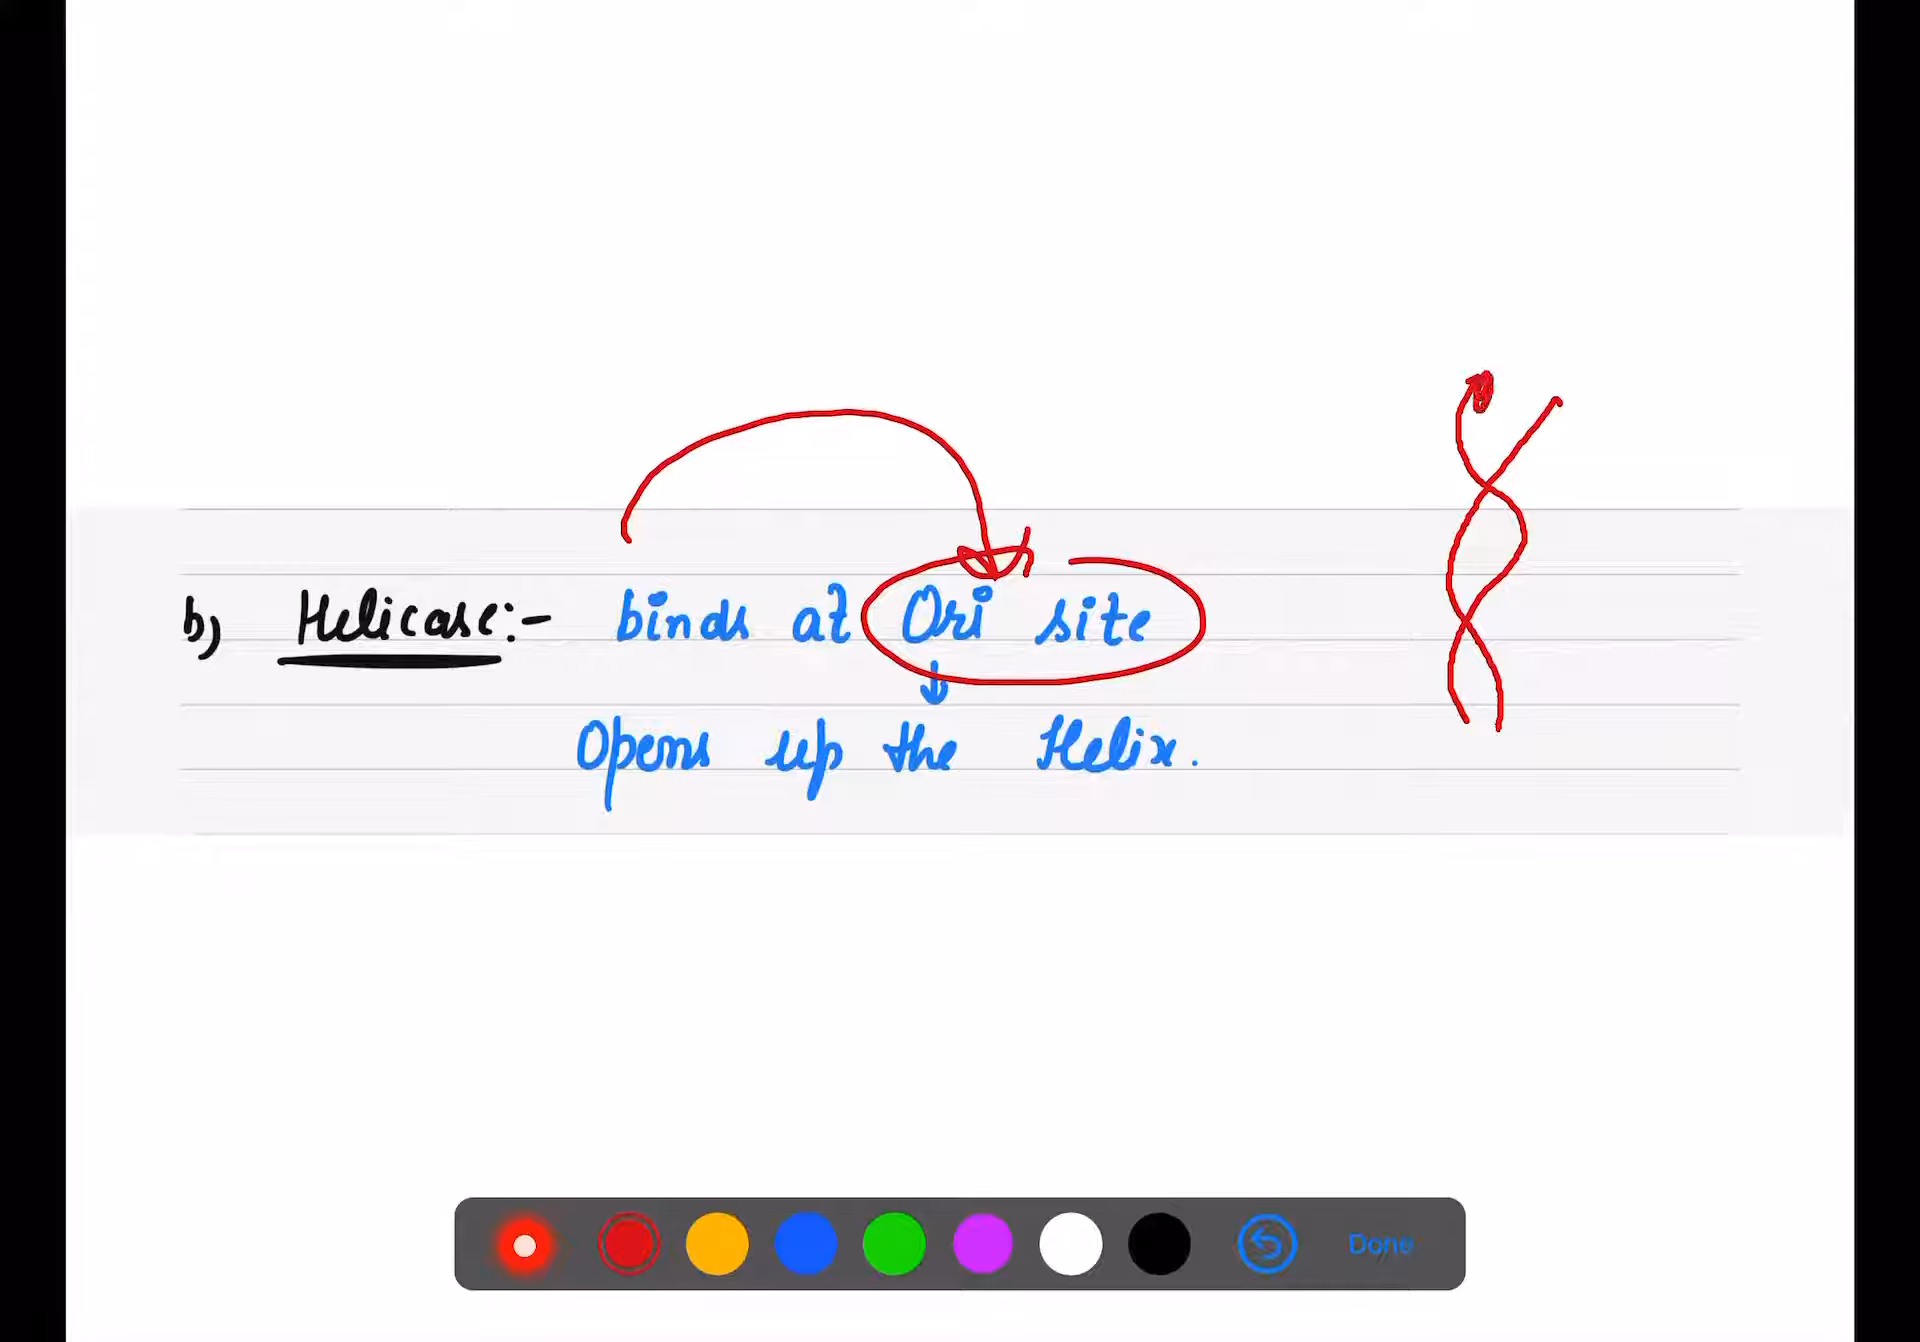 b) Helicase:- binds at Ori site
↓
Opens up the Helix.
Done